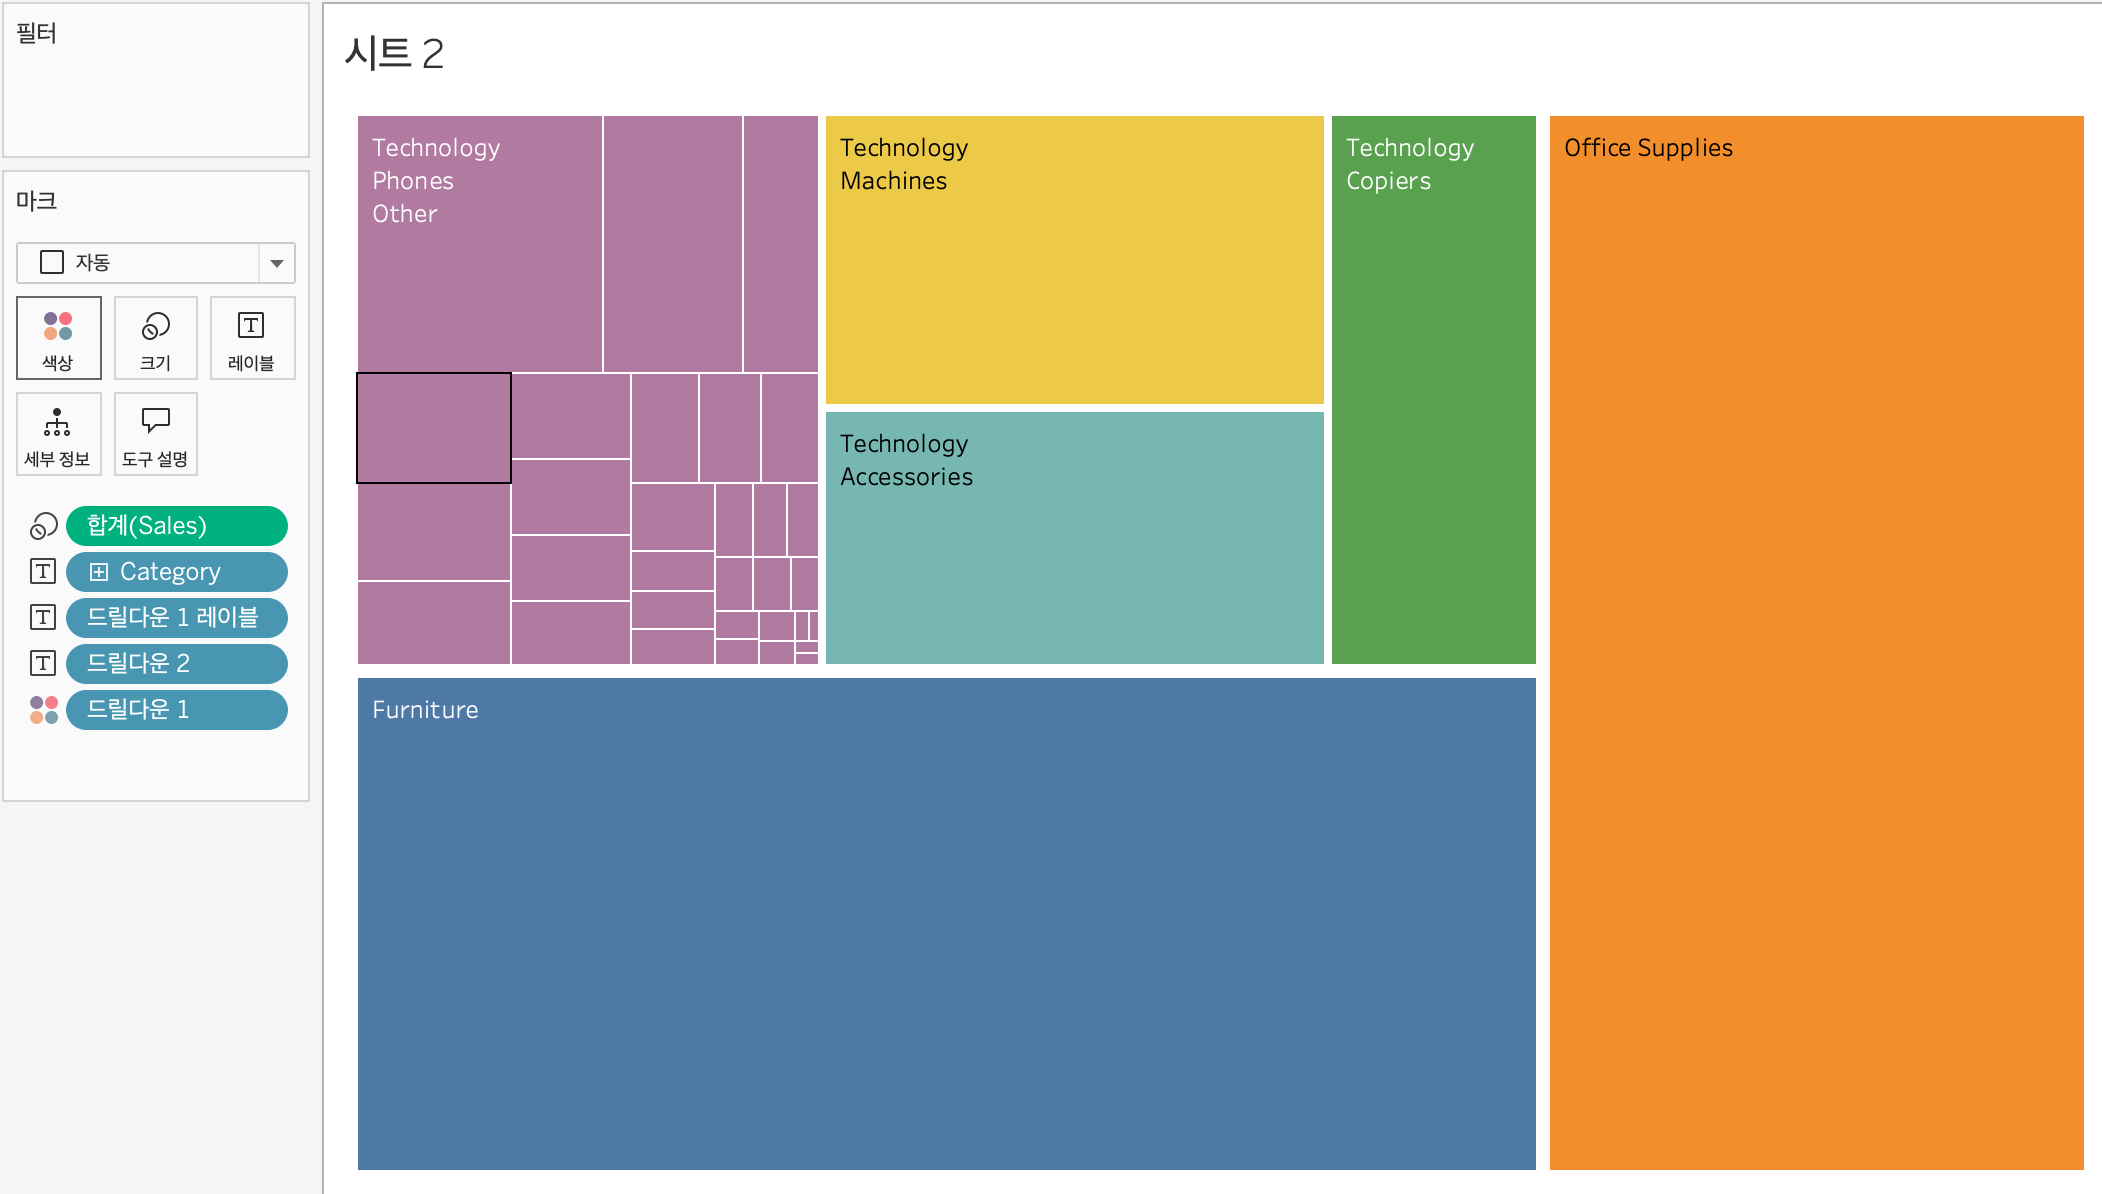 필터
마크
자동
색상
크기
레이블
세부 정보
도구 설명
합계(Sales)
Category
드릴다운 1 레이블
드릴다운 2
드릴다운 1
시트 2
Technology
Phones
Other
Technology
Machines
Technology
Accessories
Technology
Copiers
Office Supplies
Furniture